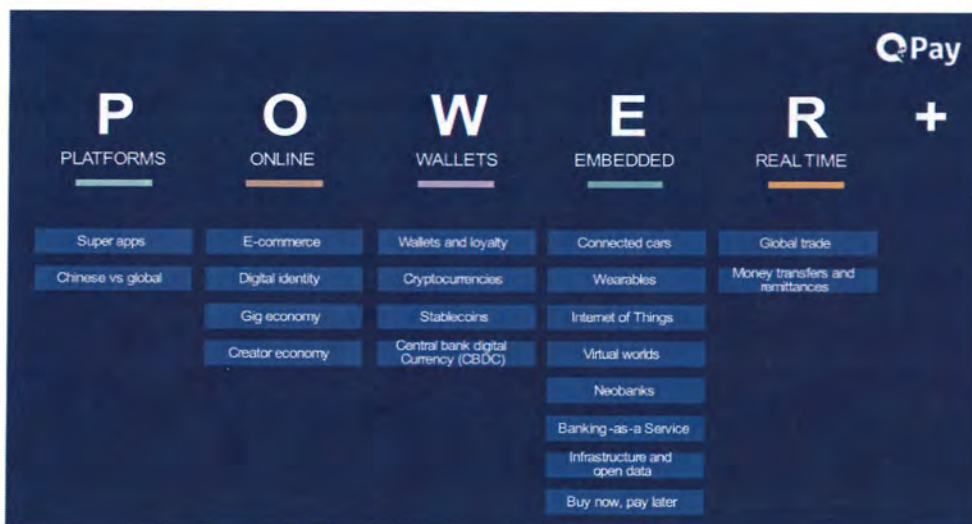 QPay
P
PLATFORMS
Super apps
Chinese vs global
O
ONLINE
E-commerce
Digital identity
Gig economy
Creator economy
W
WALLETS
Wallets and loyalty
Cryptocurrencies
Stablecoins
Central bank digital
Currency (CBDC)
E
EMBEDDED
Connected cars
Wearables
Internet of Things
Virtual worlds
Neobanks
Banking-as-a Service
Infrastructure and
open data
Buy now, pay later
R
REAL TIME
Global trade
Money transfers and
remittances
+